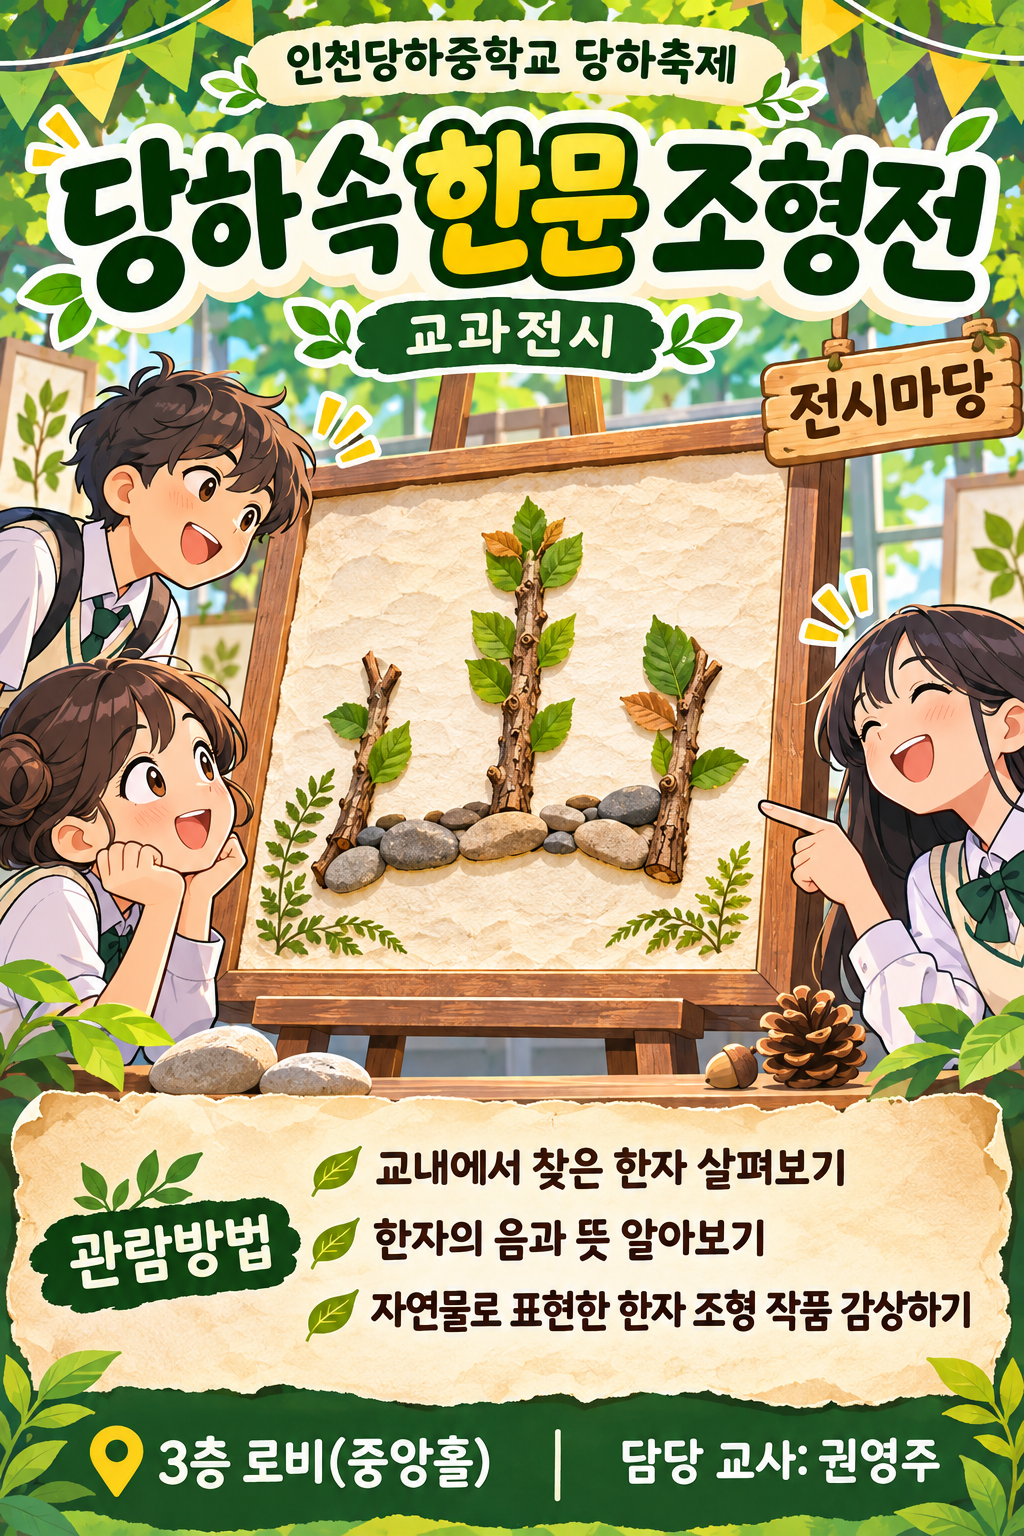 인천당하중학교 당하축제
당하 속 한문 조형전
교과전시
전시마당
관람방법
교내에서 찾은 한자 살펴보기
한자의 음과 뜻 알아보기
자연물로 표현한 한자 조형 작품 감상하기
3층 로비(중앙홀)
담당 교사: 권영주